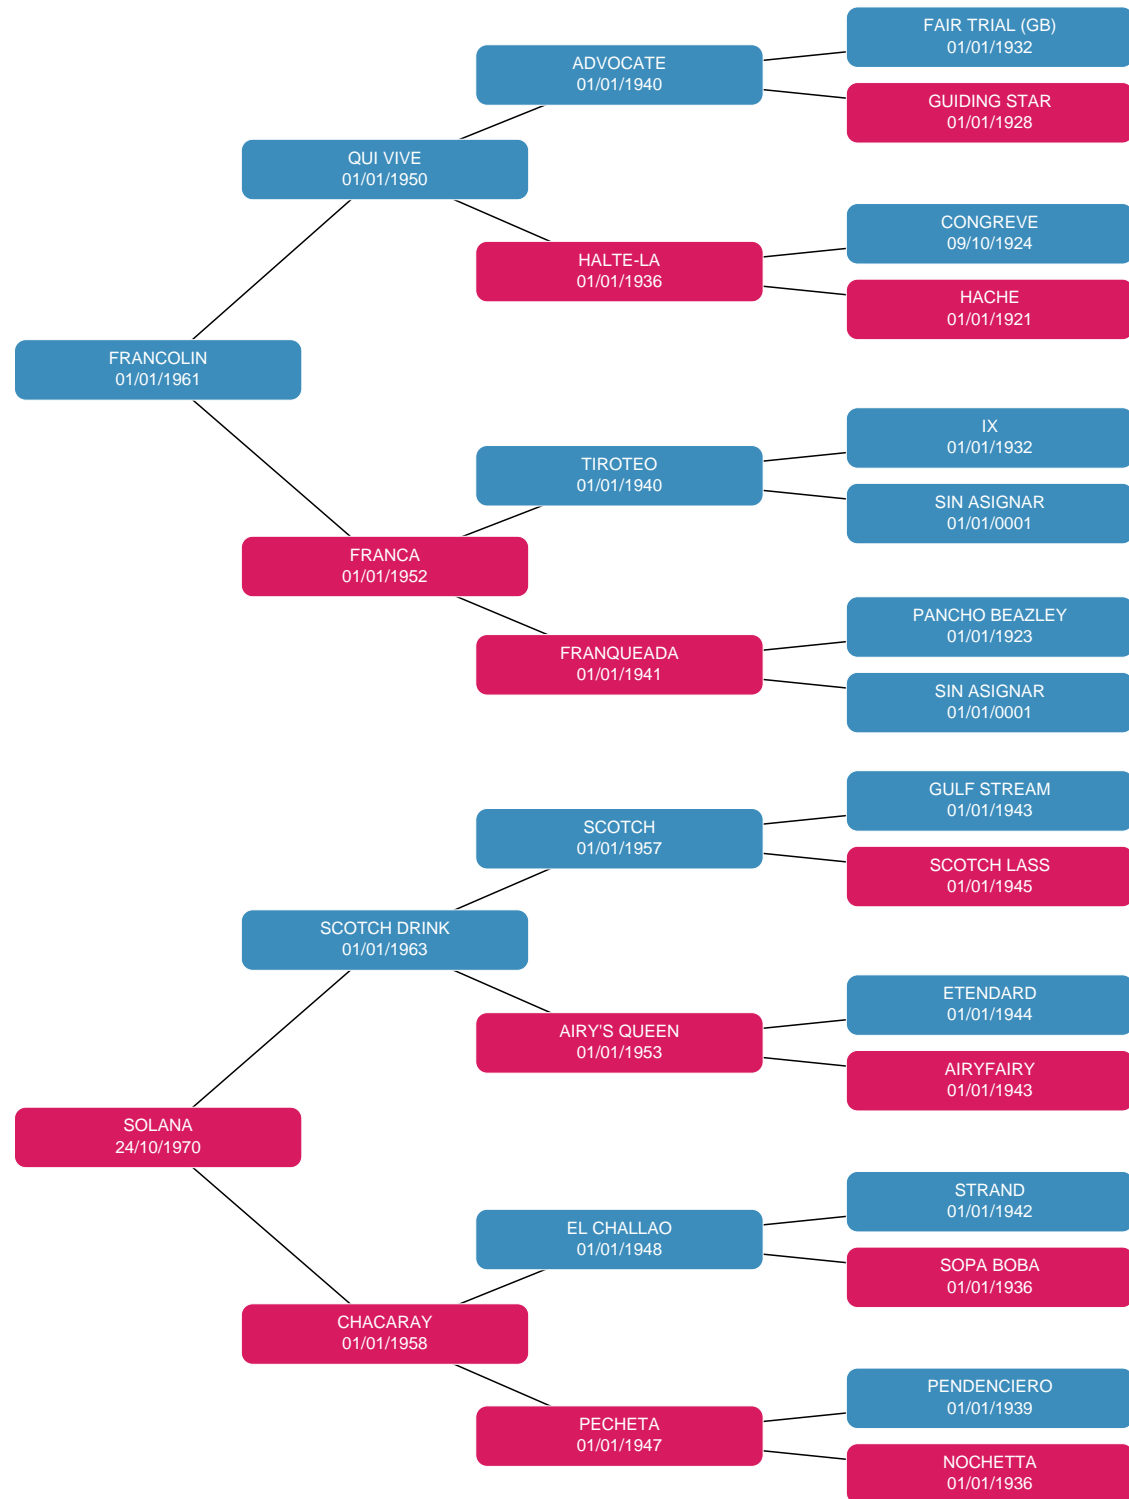 FAIR TRIAL (GB)
01/01/1932
ADVOCATE
01/01/1940
GUIDING STAR
01/01/1928
QUI VIVE
01/01/1950
CONGREVE
09/10/1924
HALTE-LA
01/01/1936
HACHE
01/01/1921
FRANCOLIN
01/01/1961
IX
01/01/1932
TIROTEO
01/01/1940
SIN ASIGNAR
01/01/0001
FRANCA
01/01/1952
PANCHO BEAZLEY
01/01/1923
FRANQUEADA
01/01/1941
SIN ASIGNAR
01/01/0001
GULF STREAM
01/01/1943
SCOTCH
01/01/1957
SCOTCH LASS
01/01/1945
SCOTCH DRINK
01/01/1963
ETENDARD
01/01/1944
AIRY'S QUEEN
01/01/1953
AIRYFAIRY
01/01/1943
SOLANA
24/10/1970
STRAND
01/01/1942
EL CHALLAO
01/01/1948
SOPA BOBA
01/01/1936
CHACARAY
01/01/1958
PENDENCIERO
01/01/1939
PECHETA
01/01/1947
NOCHETTA
01/01/1936